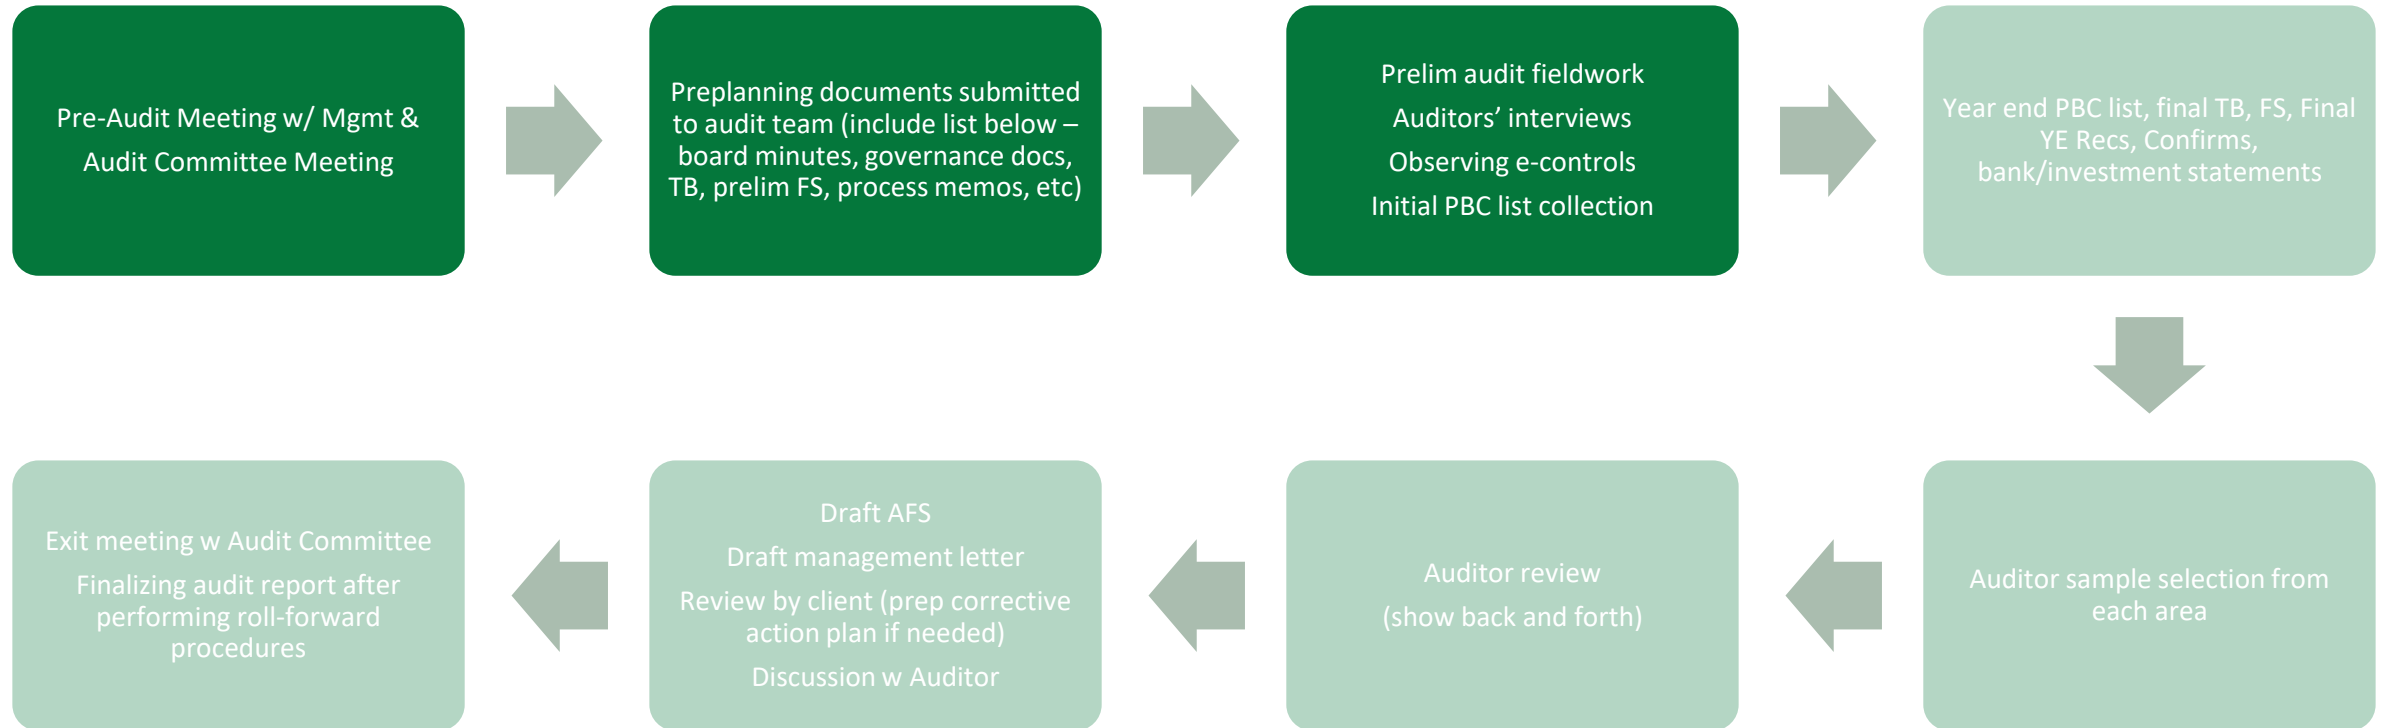 Pre-Audit Meeting w/ Mgmt &
Audit Committee Meeting
Preplanning documents submitted
to audit team (include list below –
board minutes, governance docs,
TB, prelim FS, process memos, etc)
Prelim audit fieldwork
Auditors’ interviews
Observing e-controls
Initial PBC list collection
Year end PBC list, final TB, FS, Final
YE Recs, Confirms,
bank/investment statements
Auditor sample selection from
each area
Auditor review
(show back and forth)
Draft AFS
Draft management letter
Review by client (prep corrective
action plan if needed)
Discussion w Auditor
Exit meeting w Audit Committee
Finalizing audit report after
performing roll-forward
procedures